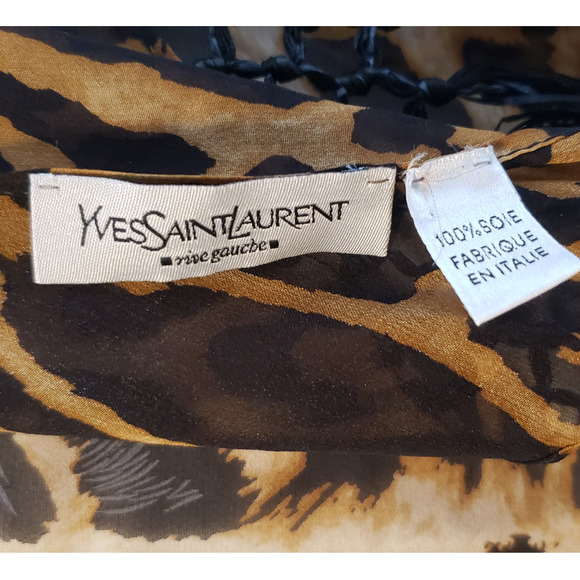 YVESSAINTLAURENT
rive gauche
100%SOIE
FABRIQUE
EN ITALIE